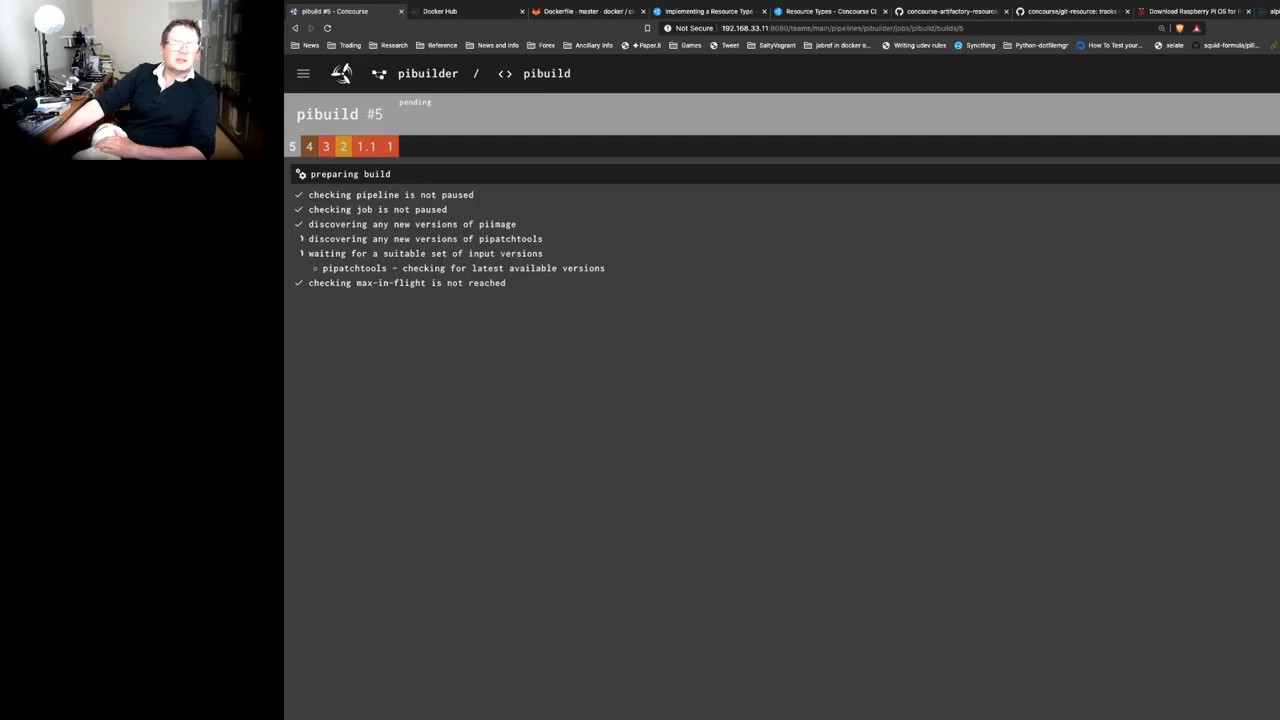 pibuild #5 - Concourse
Docker Hub
Dockerfile · master · docker /
Implementing a Resource Type
Resource Types - Concourse CI
concourse-artifactory-resource
concourse/git-resource: tracks
Download Raspberry Pi OS for
Not Secure
192.168.33.11:8080/teams/main/pipelines/pibuilder/jobs/pibuild/builds/5
News
Trading
Research
Reference
News and info
Forex
Ancillary info
Paper.li
Games
Tweet
SaltyVagrant
jabref in docker o...
Writing udev rules
Syncthing
Python-dotfilemgr
How To Test your...
xelate
squid-formula/pill...
pibuilder / pibuild
pending
pibuild #5
5 4 3 2 1.1 1
preparing build
checking pipeline is not paused
checking job is not paused
discovering any new versions of piimage
discovering any new versions of pipatchtools
waiting for a suitable set of input versions
pipatchtools - checking for latest available versions
checking max-in-flight is not reached